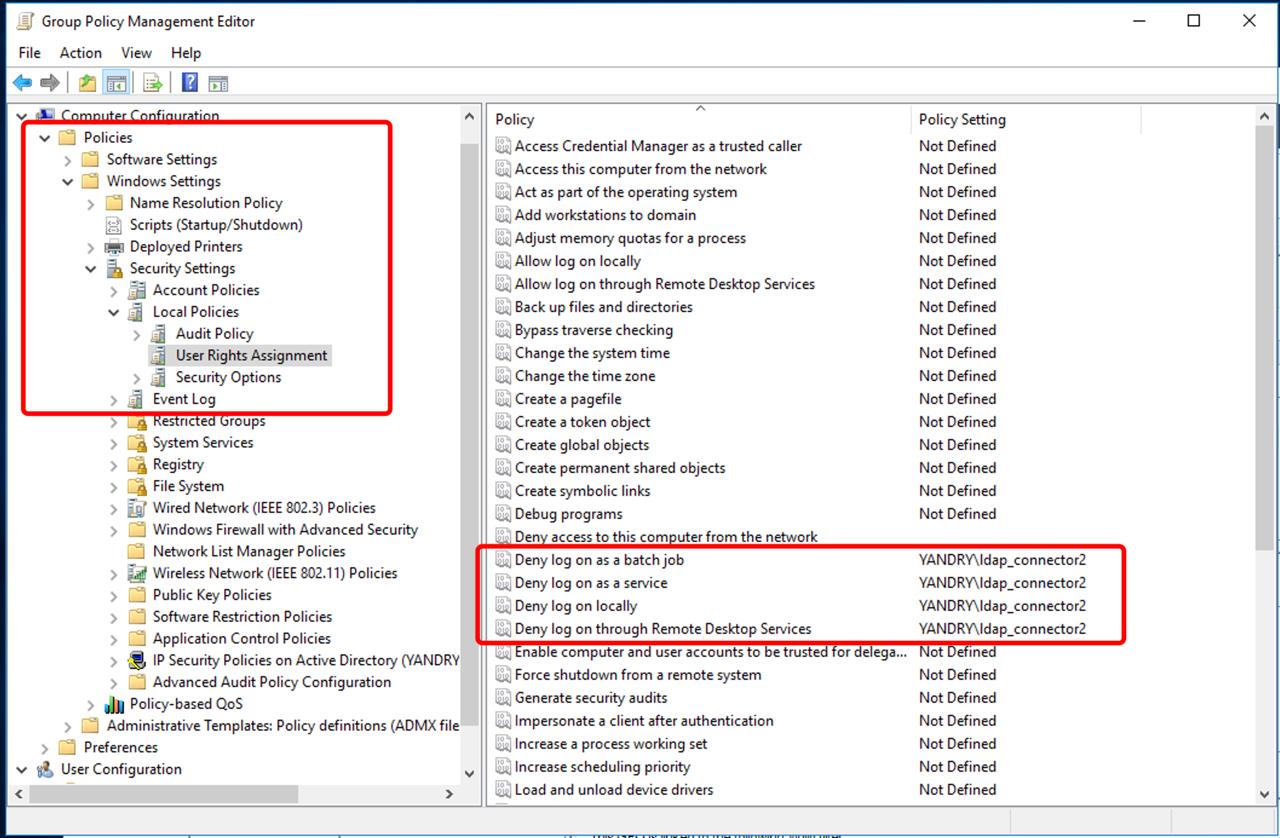 Group Policy Management Editor
File Action View Help
Computer Configuration
Policies
Software Settings
Windows Settings
Name Resolution Policy
Scripts (Startup/Shutdown)
Deployed Printers
Security Settings
Account Policies
Local Policies
Audit Policy
User Rights Assignment
Security Options
Event Log
Restricted Groups
System Services
Registry
File System
Wired Network (IEEE 802.3) Policies
Windows Firewall with Advanced Security
Network List Manager Policies
Wireless Network (IEEE 802.11) Policies
Public Key Policies
Software Restriction Policies
Application Control Policies
IP Security Policies on Active Directory (YANDRY
Advanced Audit Policy Configuration
Policy-based QoS
Administrative Templates: Policy definitions (ADMX file
Preferences
User Configuration
Policy Policy Setting
Access Credential Manager as a trusted caller Not Defined
Access this computer from the network Not Defined
Act as part of the operating system Not Defined
Add workstations to domain Not Defined
Adjust memory quotas for a process Not Defined
Allow log on locally Not Defined
Allow log on through Remote Desktop Services Not Defined
Back up files and directories Not Defined
Bypass traverse checking Not Defined
Change the system time Not Defined
Change the time zone Not Defined
Create a pagefile Not Defined
Create a token object Not Defined
Create global objects Not Defined
Create permanent shared objects Not Defined
Create symbolic links Not Defined
Debug programs Not Defined
Deny access to this computer from the network
Deny log on as a batch job YANDRY\ldap_connector2
Deny log on as a service YANDRY\ldap_connector2
Deny log on locally YANDRY\ldap_connector2
Deny log on through Remote Desktop Services YANDRY\ldap_connector2
Enable computer and user accounts to be trusted for delega... Not Defined
Force shutdown from a remote system Not Defined
Generate security audits Not Defined
Impersonate a client after authentication Not Defined
Increase a process working set Not Defined
Increase scheduling priority Not Defined
Load and unload device drivers Not Defined